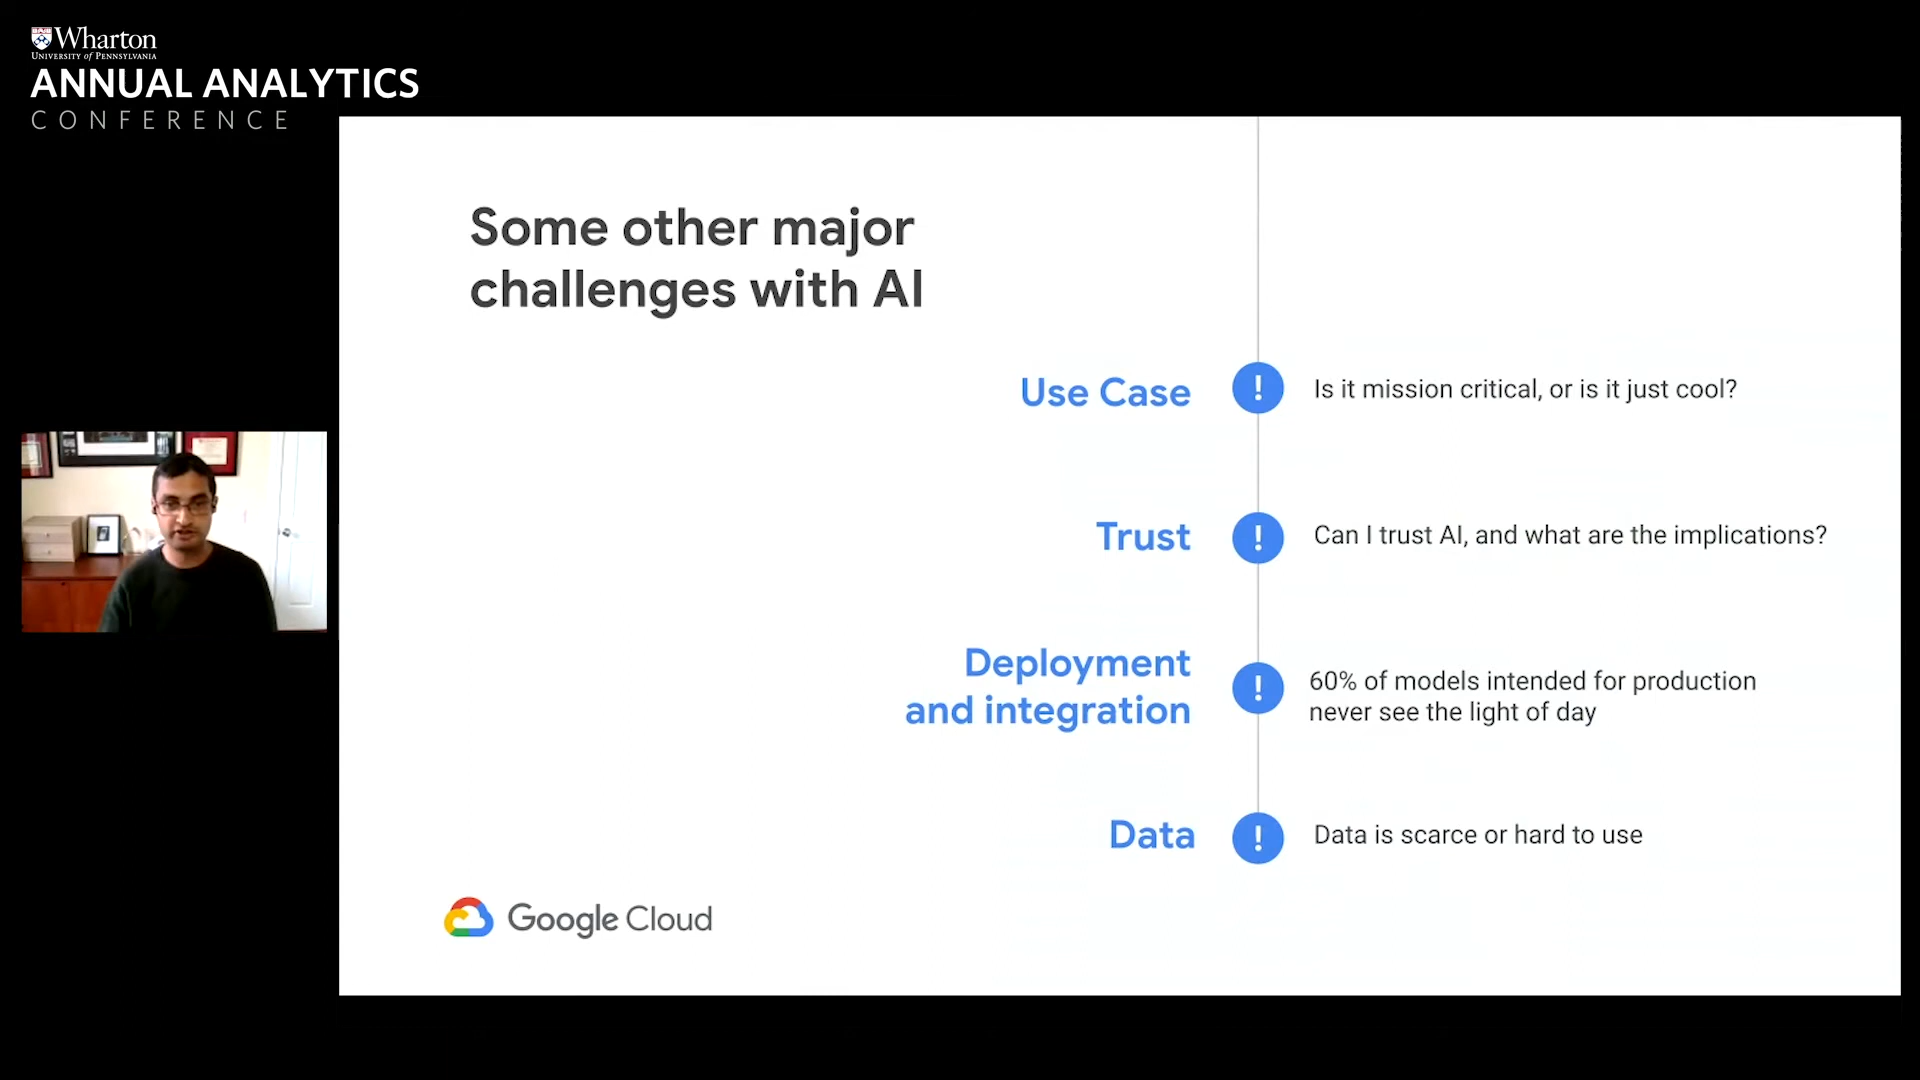 Wharton
UNIVERSITY of PENNSYLVANIA
ANNUAL ANALYTICS
CONFERENCE
Some other major
challenges with AI
Use Case
!
Is it mission critical, or is it just cool?
Trust
!
Can I trust AI, and what are the implications?
Deployment
and integration
!
60% of models intended for production
never see the light of day
Data
!
Data is scarce or hard to use
Google Cloud